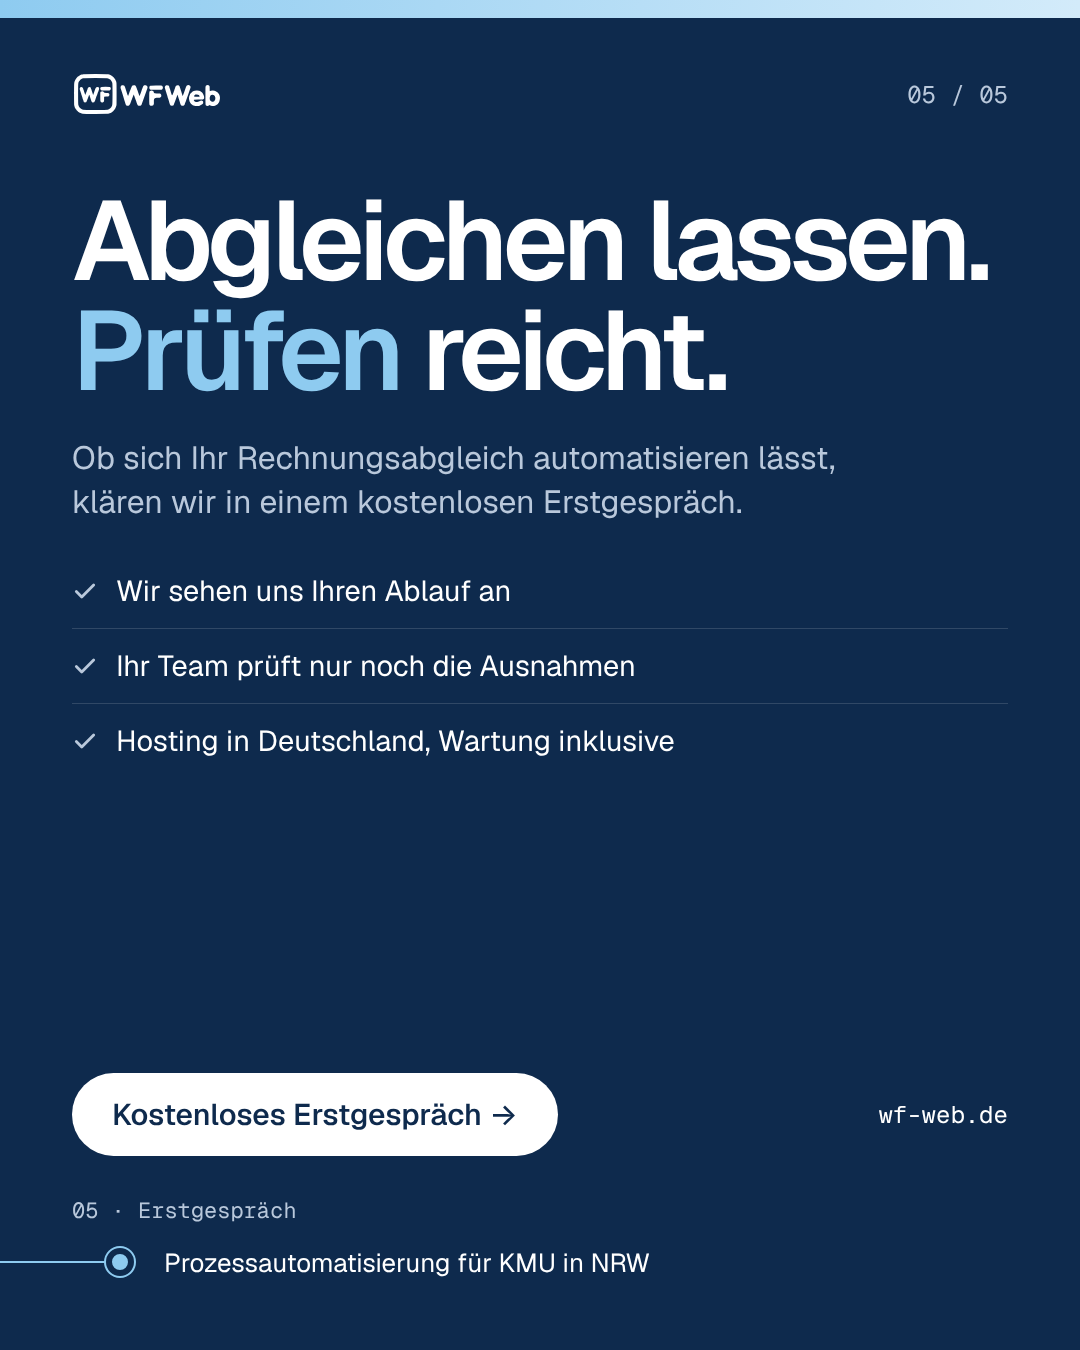 WF WFWeb
05 / 05
Abgleichen lassen.
Prüfen reicht.
Ob sich Ihr Rechnungsabgleich automatisieren lässt,
klären wir in einem kostenlosen Erstgespräch.
Wir sehen uns Ihren Ablauf an
Ihr Team prüft nur noch die Ausnahmen
Hosting in Deutschland, Wartung inklusive
Kostenloses Erstgespräch →
wf-web.de
05 · Erstgespräch
Prozessautomatisierung für KMU in NRW